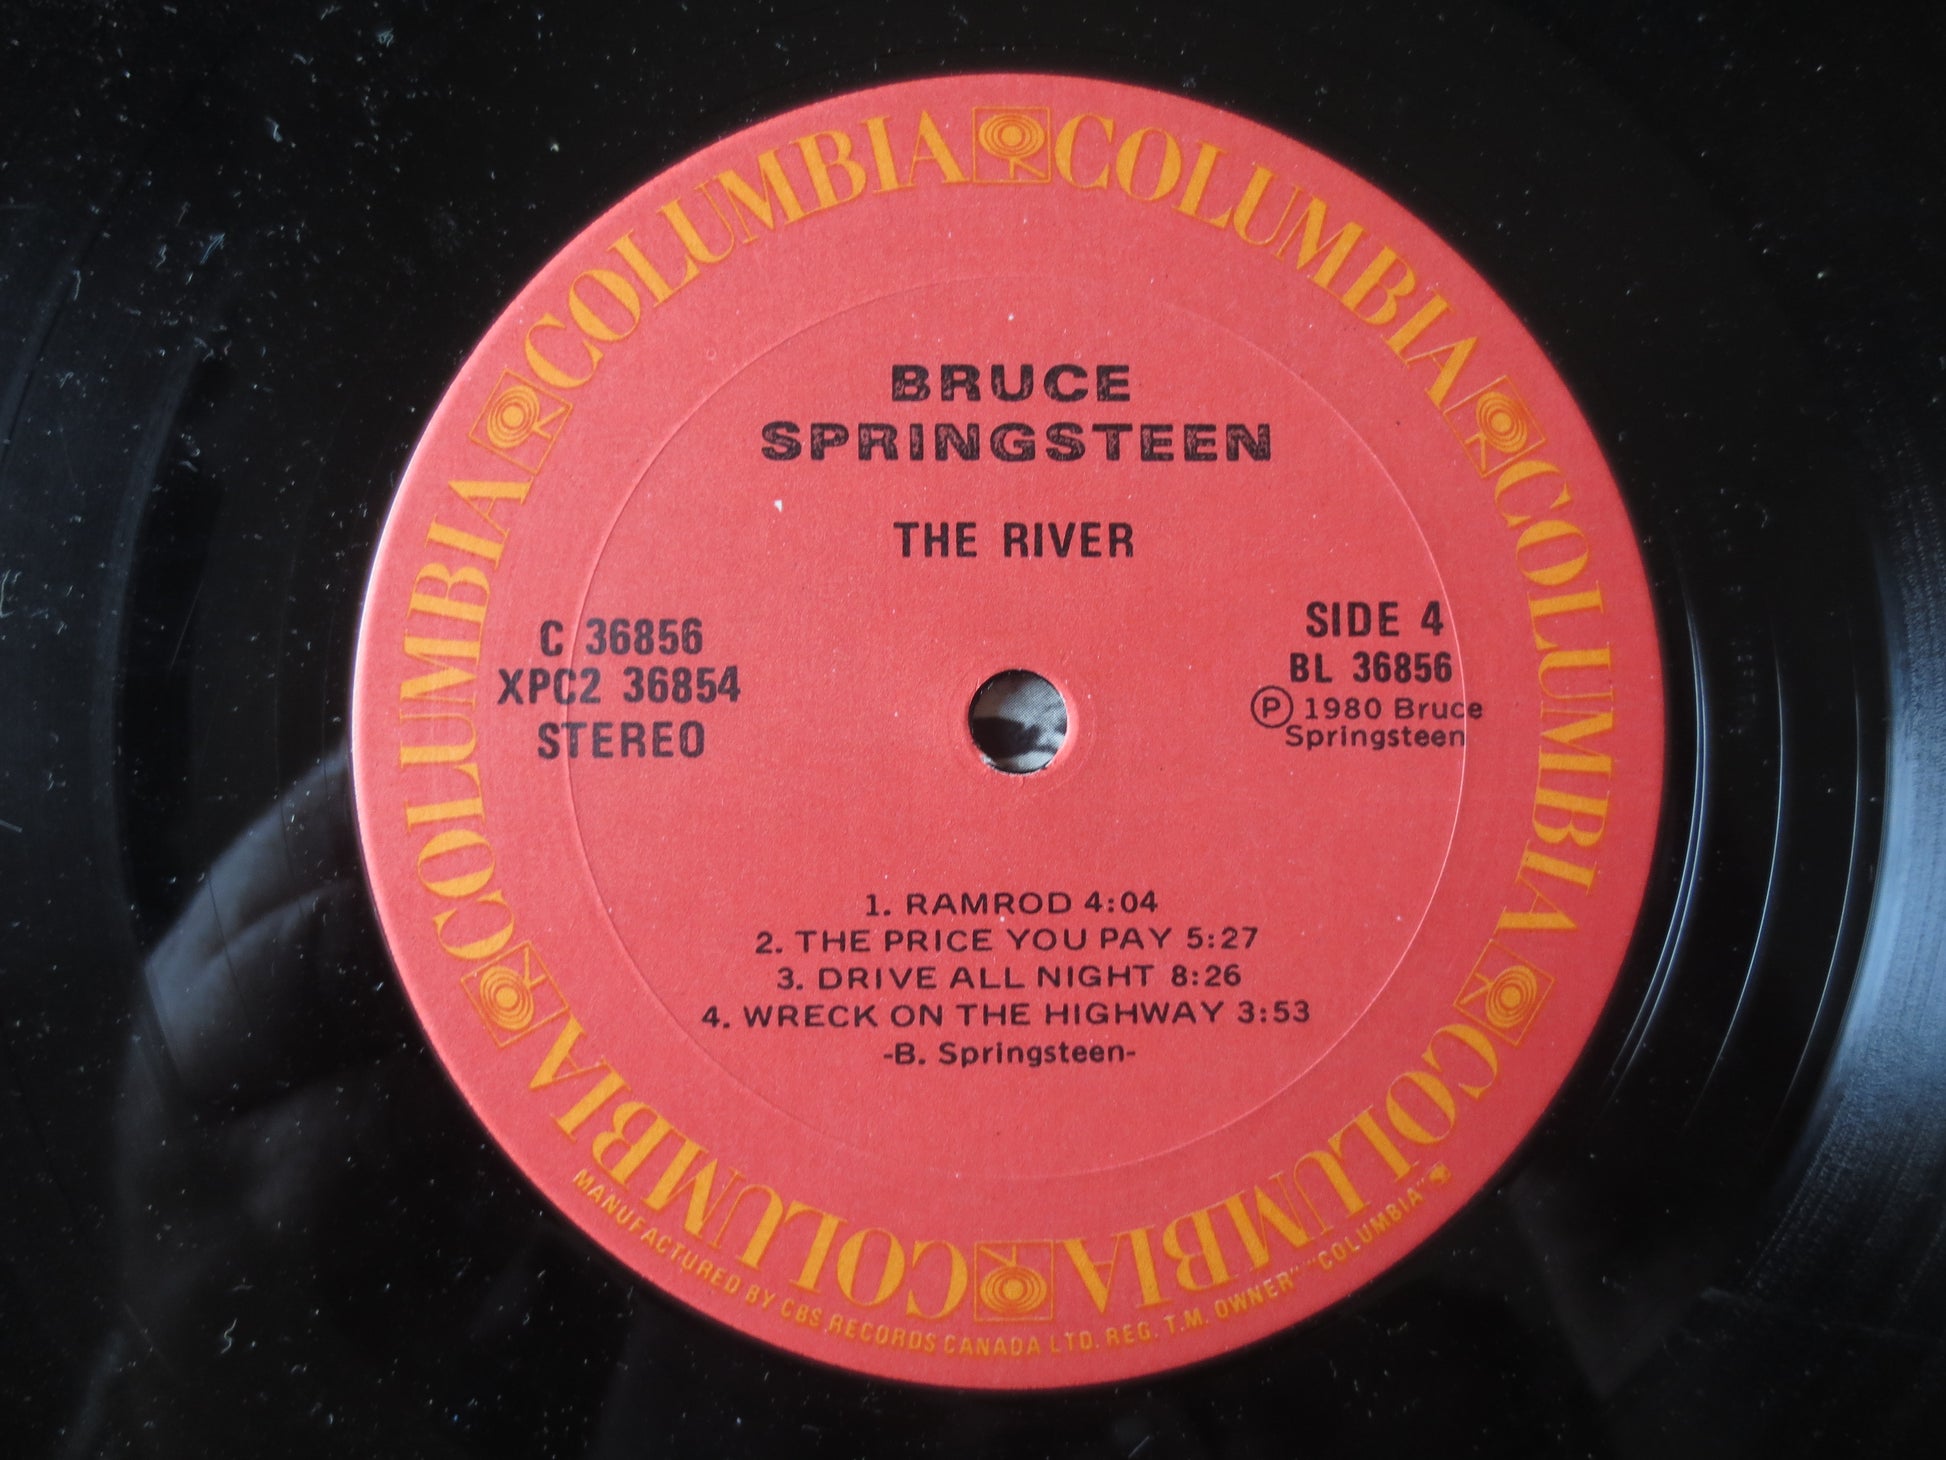 COLUMBIA COLUMBIA COLUMBIA COLUMBIA COLUMBIA COLUMBIA COLUMBIA COLUMBIA
BRUCE
SPRINGSTEEN
THE RIVER
C 36856
XPC2 36854
STEREO
SIDE 4
BL 36856
Ⓟ 1980 Bruce
Springsteen
1. RAMROD 4:04
2. THE PRICE YOU PAY 5:27
3. DRIVE ALL NIGHT 8:26
4. WRECK ON THE HIGHWAY 3:53
-B. Springsteen-
MANUFACTURED BY CBS RECORDS CANADA LTD. REG. T.M. OWNER" "COLUMBIA"